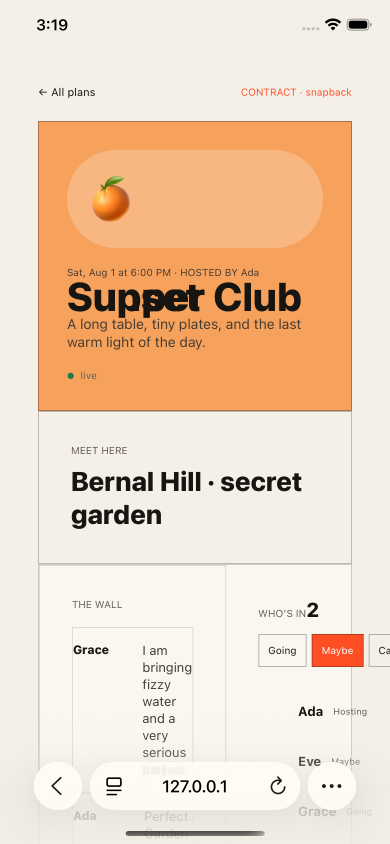 3:19
← All plans
CONTRACT · snapback
Sat, Aug 1 at 6:00 PM · HOSTED BY Ada
Club
A long table, tiny plates, and the last
warm light of the day.
live
MEET HERE
Bernal Hill · secret
garden
THE WALL
Grace
I am
bringing
fizzy
water
and a
very
serious
WHO'S IN 2
Going
Maybe
Ca
Ada Hosting
Eve Maybe
Grace Going
Ada
Perfect.
Garden
127.0.0.1